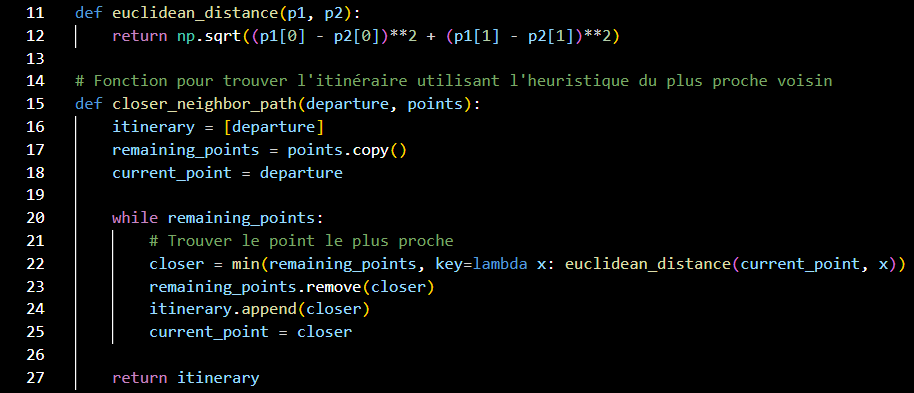 11 def euclidean_distance(p1, p2):
12     return np.sqrt((p1[0] - p2[0])**2 + (p1[1] - p2[1])**2)
13
14 # Fonction pour trouver l'itinéraire utilisant l'heuristique du plus proche voisin
15 def closer_neighbor_path(departure, points):
16     itinerary = [departure]
17     remaining_points = points.copy()
18     current_point = departure
19
20     while remaining_points:
21         # Trouver le point le plus proche
22         closer = min(remaining_points, key=lambda x: euclidean_distance(current_point, x))
23         remaining_points.remove(closer)
24         itinerary.append(closer)
25         current_point = closer
26
27     return itinerary